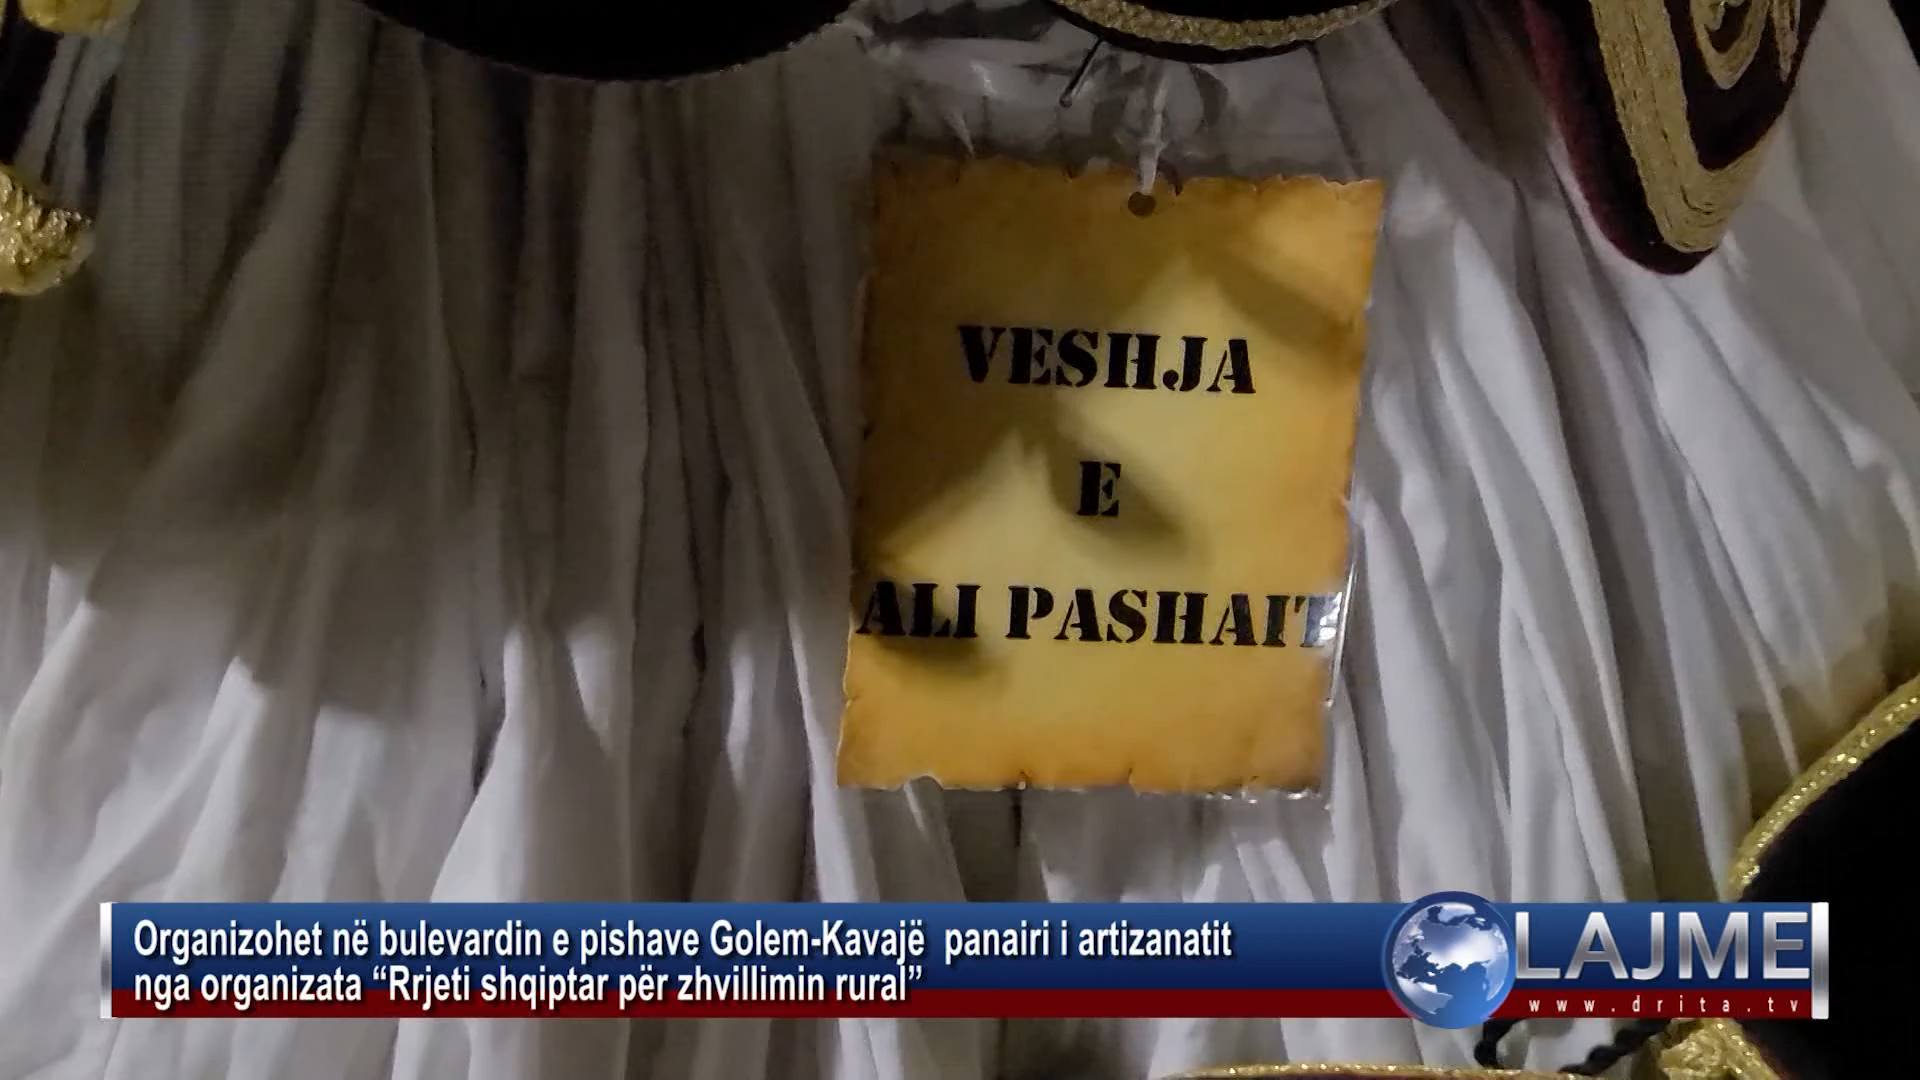 VESHJA
E
ALI PASHAIT
Organizohet në bulevardin e pishave Golem-Kavajë panairi i artizanatit
nga organizata “Rrjeti shqiptar për zhvillimin rural”
LAJME
www.drita.tv